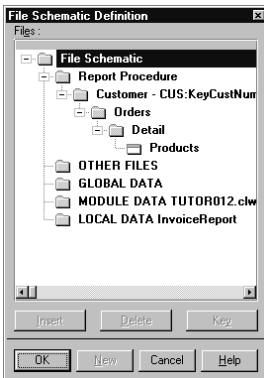 File Schematic Definition
Files :
File Schematic
Report Procedure
Customer - CUS:KeyCustNum
Orders
Detail
Products
OTHER FILES
GLOBAL DATA
MODULE DATA TUTOR012.clw
LOCAL DATA InvoiceReport
Insert Delete Key
OK New Cancel Help